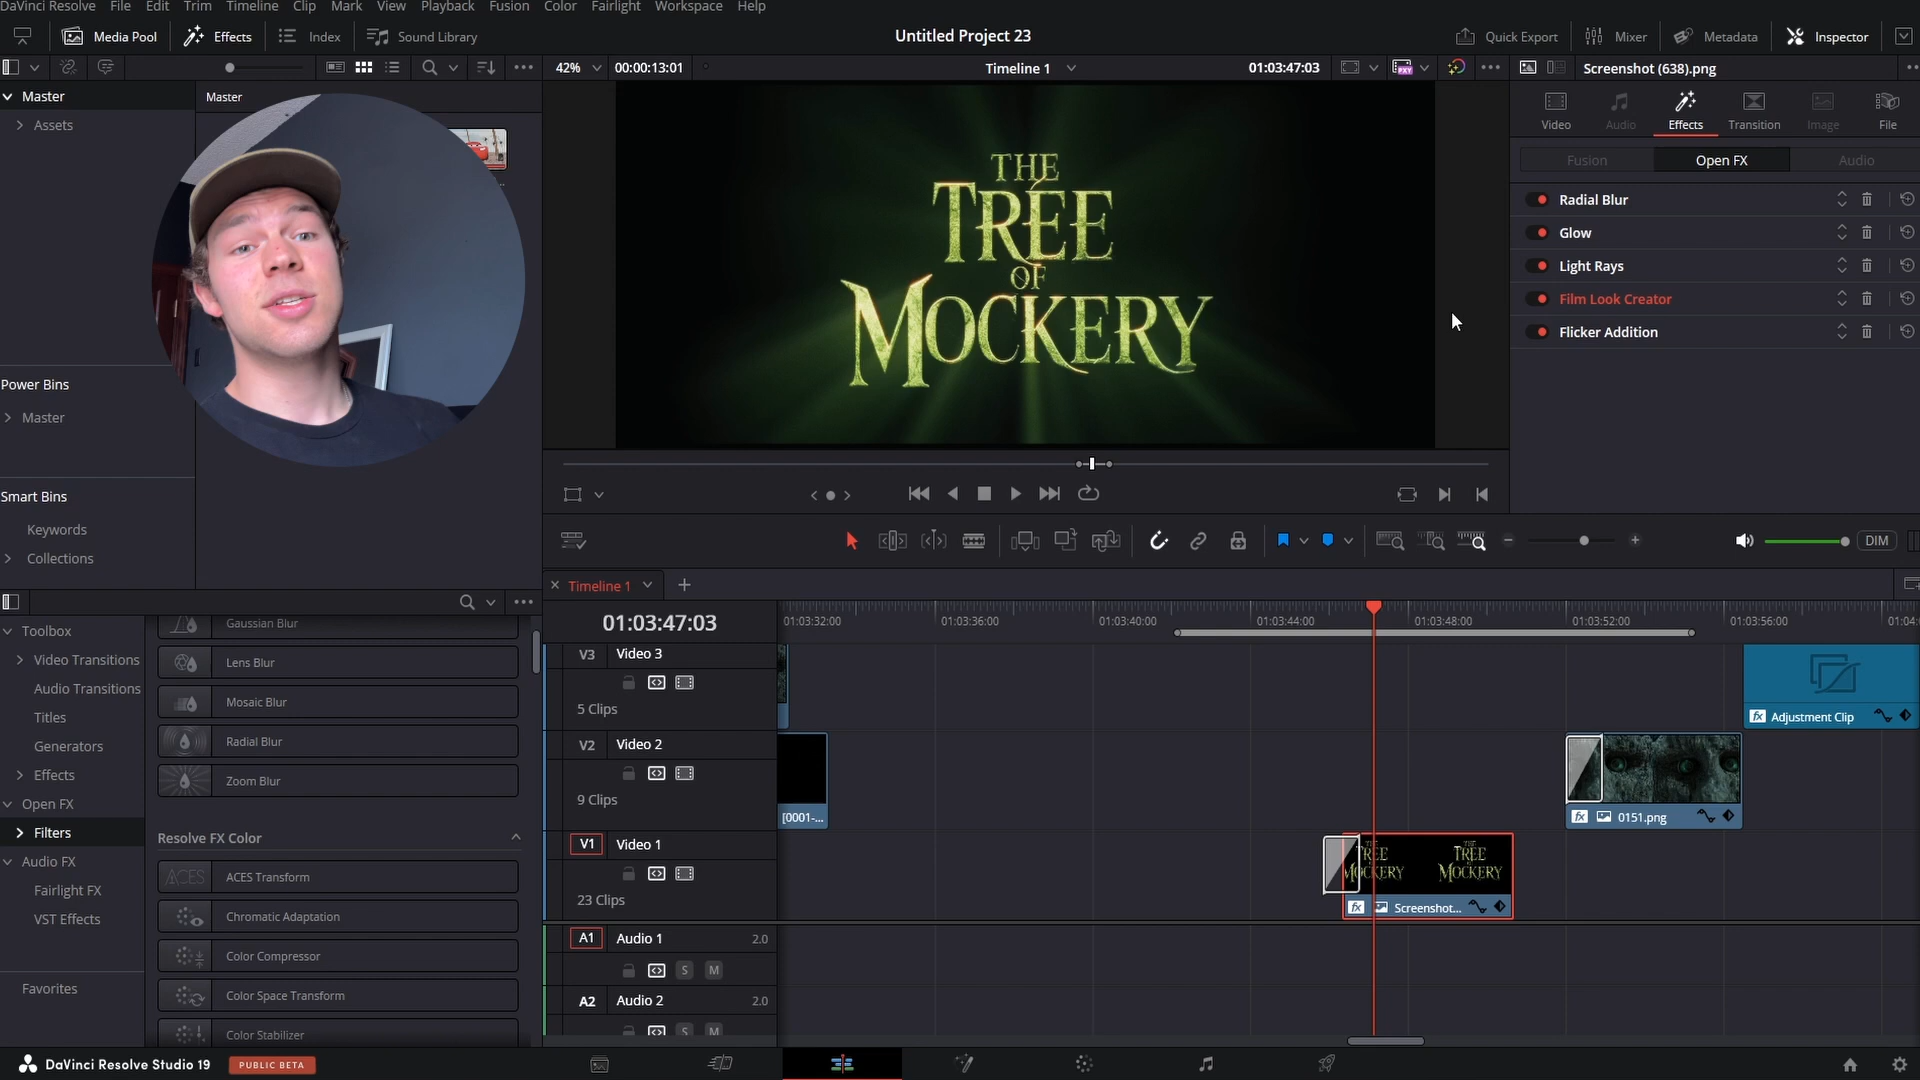 DaVinci Resolve File Edit Trim Timeline Clip Mark View Playback Fusion Color Fairlight Workspace Help
Media Pool Effects Index Sound Library
Untitled Project 23
Quick Export Mixer Metadata Inspector
42% 00:00:13:01 Timeline 1 01:03:47:03
Screenshot (638).png
Master
Assets
Master
Video Audio Effects Transition Image File
Fusion Open FX Audio
Radial Blur
Glow
Light Rays
Film Look Creator
Flicker Addition
THE
TREE
OF
MOCKERY
Power Bins
Master
Smart Bins
Keywords
Collections
DIM
Timeline 1
01:03:47:03
01:03:32:00 01:03:36:00 01:03:40:00 01:03:44:00 01:03:48:00 01:03:52:00 01:03:56:00 01:04:
Toolbox
Video Transitions
Audio Transitions
Titles
Generators
Effects
Open FX
Filters
Audio FX
Fairlight FX
VST Effects
Favorites
Gaussian Blur
Lens Blur
Mosaic Blur
Radial Blur
Zoom Blur
Resolve FX Color
ACES
ACES Transform
Chromatic Adaptation
Color Compressor
Color Space Transform
Color Stabilizer
V3 Video 3
5 Clips
fx Adjustment Clip
V2 Video 2
9 Clips
[0001-...
fx 0151.png
V1 Video 1
23 Clips
TREE
MOCKERY
TREE
MOCKERY
fx Screenshot...
A1 Audio 1 2.0
S M
A2 Audio 2 2.0
S M
DaVinci Resolve Studio 19 PUBLIC BETA